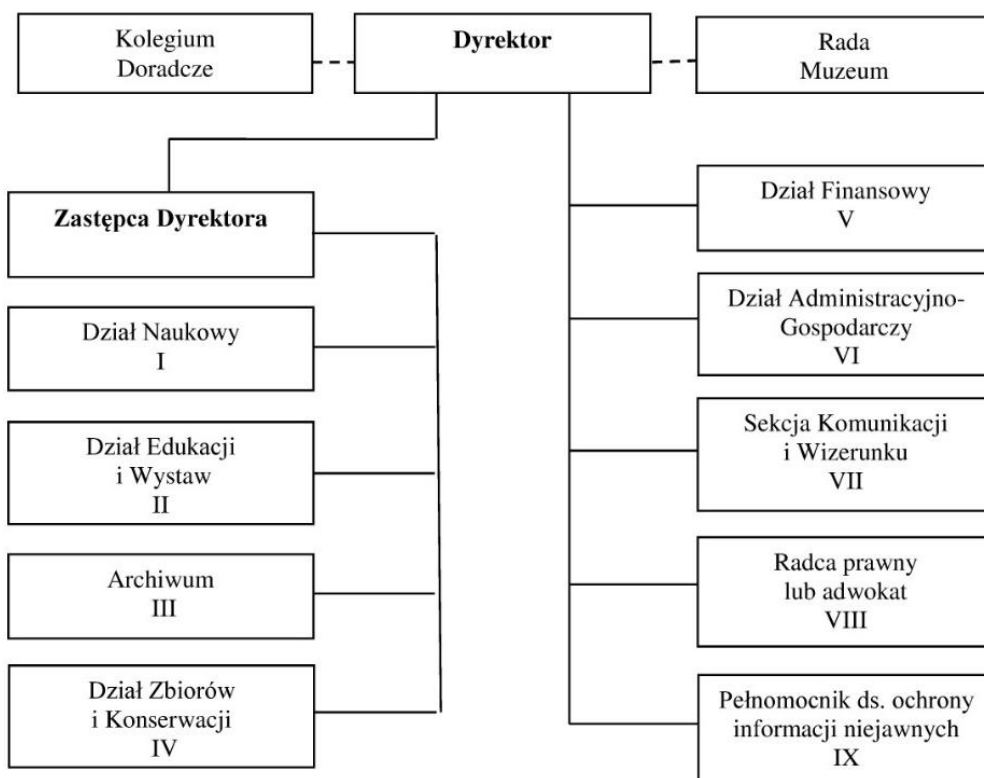 Kolegium
Doradcze
Dyrektor
Rada
Muzeum
Zastępca Dyrektora
Dział Naukowy
I
Dział Edukacji
i Wystaw
II
Archiwum
III
Dział Zbiorów
i Konserwacji
IV
Dział Finansowy
V
Dział Administracyjno-
Gospodarczy
VI
Sekcja Komunikacji
i Wizerunku
VII
Radca prawny
lub adwokat
VIII
Pełnomocnik ds. ochrony
informacji niejawnych
IX